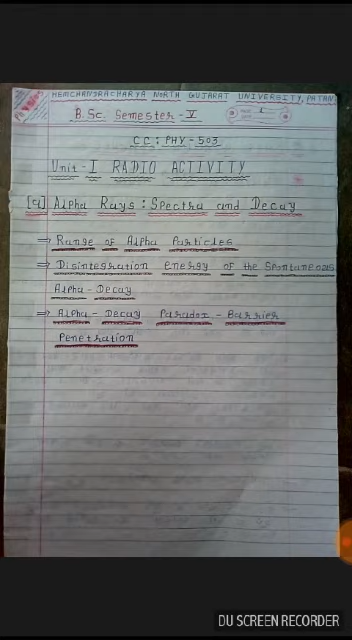 HEMCHANDRACHARYA NORTH GUJARAT UNIVERSITY, PATAN
B.Sc. Semester - V
CC : PHY - 503
Unit - I RADIO ACTIVITY
[a] Alpha Rays : Spectra and Decay
⇒ Range of Alpha Particles
⇒ Disintegration energy of the Spontaneous
Alpha - Decay
⇒ Alpha - Decay Paradox - Barrier
Penetration
DU SCREEN RECORDER